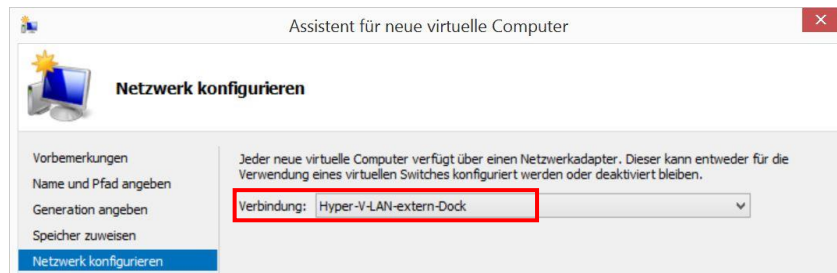 Assistent für neue virtuelle Computer
Netzwerk konfigurieren
Vorbemerkungen
Name und Pfad angeben
Generation angeben
Speicher zuweisen
Netzwerk konfigurieren
Jeder neue virtuelle Computer verfügt über einen Netzwerkadapter. Dieser kann entweder für die
Verwendung eines virtuellen Switches konfiguriert werden oder deaktiviert bleiben.
Verbindung: Hyper-V-LAN-extern-Dock